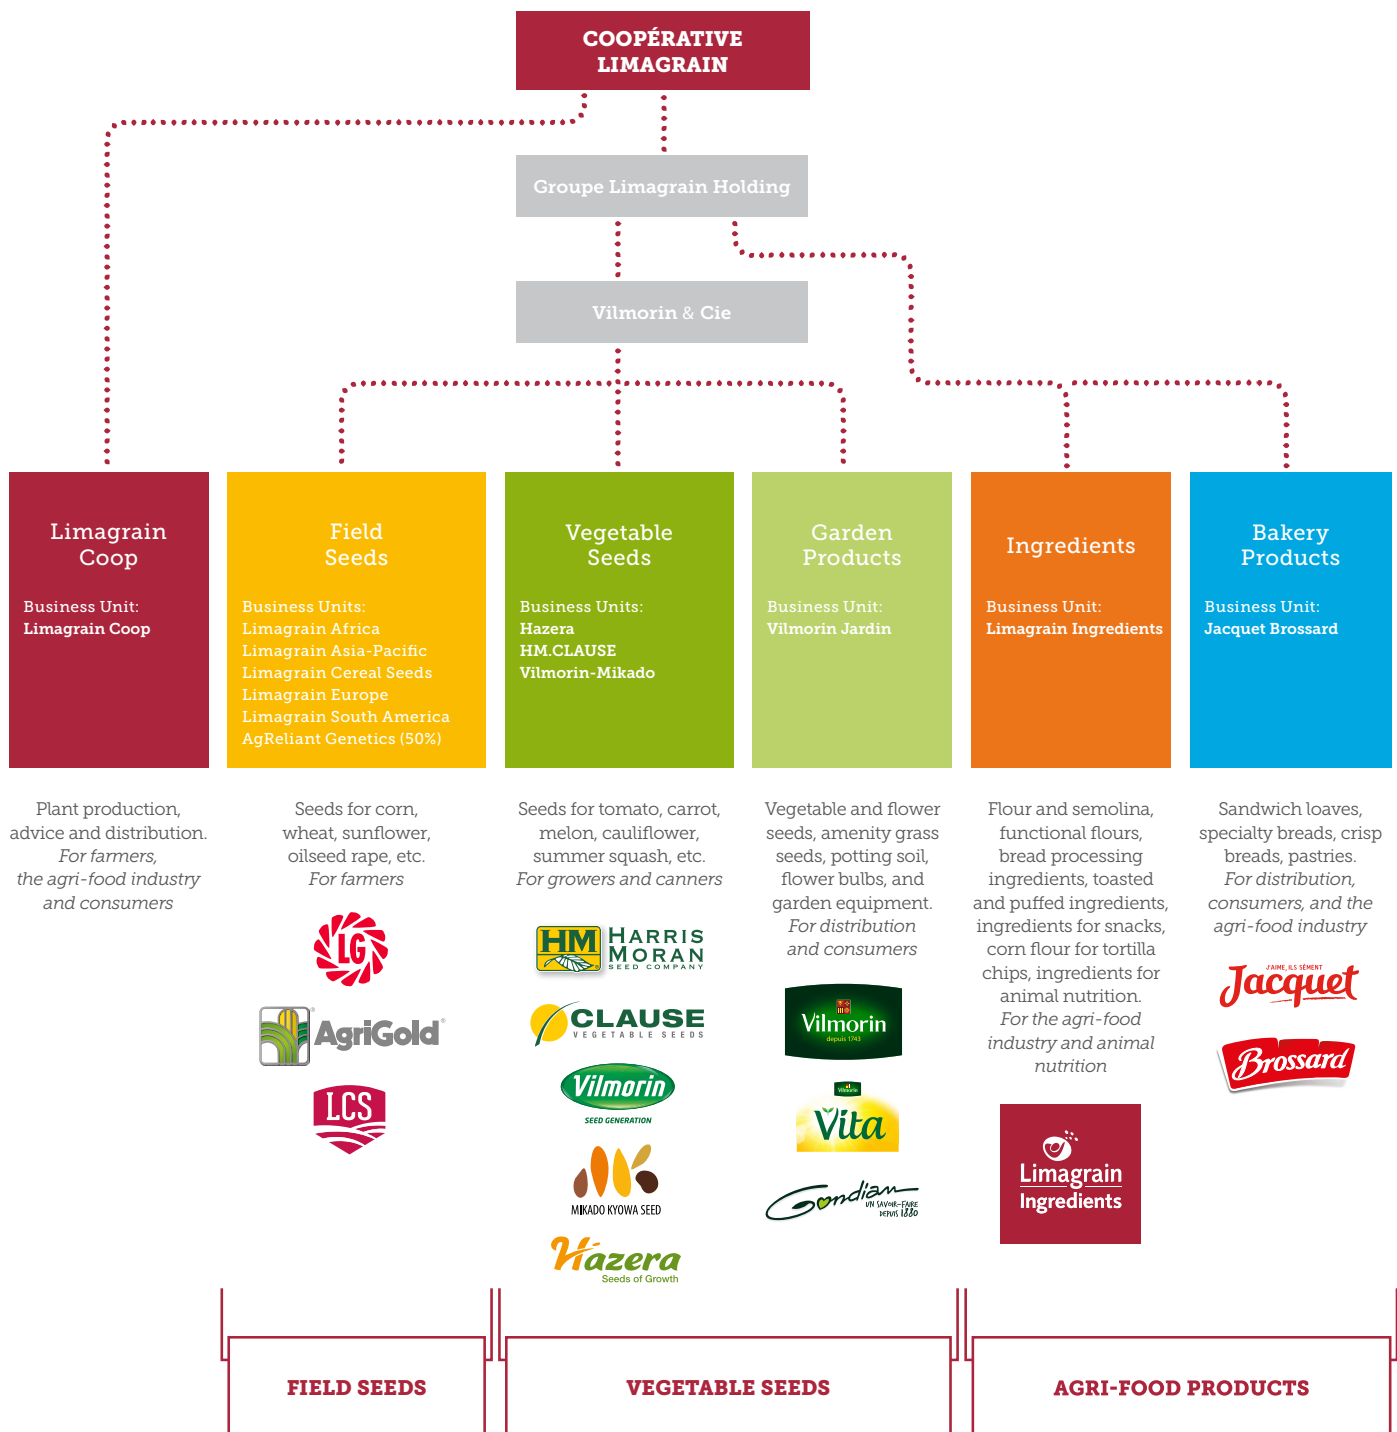 COOPÉRATIVE
LIMAGRAIN
Groupe Limagrain Holding
Vilmorin & Cie
Limagrain
Coop
Business Unit:
Limagrain Coop
Plant production,
advice and distribution.
For farmers,
the agri-food industry
and consumers
Field
Seeds
Business Units:
Limagrain Africa
Limagrain Asia-Pacific
Limagrain Cereal Seeds
Limagrain Europe
Limagrain South America
AgReliant Genetics (50%)
Seeds for corn,
wheat, sunflower,
oilseed rape, etc.
For farmers
LG
AgriGold®
LCS
Vegetable
Seeds
Business Units:
Hazera
HM.CLAUSE
Vilmorin-Mikado
Seeds for tomato, carrot,
melon, cauliflower,
summer squash, etc.
For growers and canners
HM HARRIS
MORAN
SEED COMPANY
CLAUSE
VEGETABLE SEEDS
Vilmorin
SEED GENERATION
MIKADO KYOWA SEED
Hazera
Seeds of Growth
Garden
Products
Business Unit:
Vilmorin Jardin
Vegetable and flower
seeds, amenity grass
seeds, potting soil,
flower bulbs, and
garden equipment.
For distribution
and consumers
Vilmorin
depuis 1743
Vilmorin
Vita
Gondian
UN SAVOIR-FAIRE
DEPUIS 1880
Ingredients
Business Unit:
Limagrain Ingredients
Flour and semolina,
functional flours,
bread processing
ingredients, toasted
and puffed ingredients,
ingredients for snacks,
corn flour for tortilla
chips, ingredients for
animal nutrition.
For the agri-food
industry and animal
nutrition
Limagrain
Ingredients
Bakery
Products
Business Unit:
Jacquet Brossard
Sandwich loaves,
specialty breads, crisp
breads, pastries.
For distribution,
consumers, and the
agri-food industry
J'AIME, ILS SÈMENT
Jacquet
Brossard
FIELD SEEDS
VEGETABLE SEEDS
AGRI-FOOD PRODUCTS